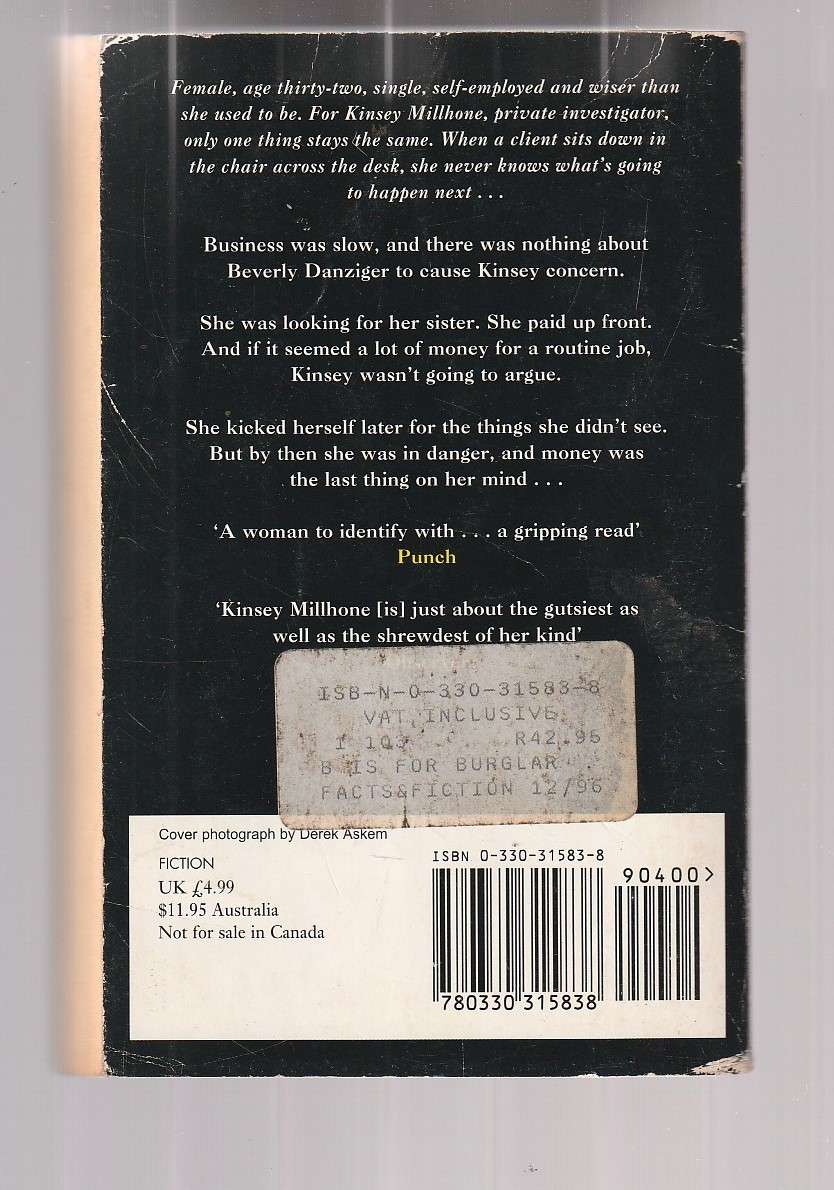 Female, age thirty-two, single, self-employed and wiser than
she used to be. For Kinsey Millhone, private investigator,
only one thing stays the same. When a client sits down in
the chair across the desk, she never knows what's going
to happen next . . .
Business was slow, and there was nothing about
Beverly Danziger to cause Kinsey concern.
She was looking for her sister. She paid up front.
And if it seemed a lot of money for a routine job,
Kinsey wasn't going to argue.
She kicked herself later for the things she didn't see.
But by then she was in danger, and money was
the last thing on her mind . . .
‘A woman to identify with . . . a gripping read’
Punch
‘Kinsey Millhone [is] just about the gutsiest as
well as the shrewdest of her kind’
ISB-N-0-330-31583-8
VAT INCLUSIVE
R42.95
B IS FOR BURGLAR
FACTS&FICTION 12/96
Cover photograph by Derek Askem
FICTION
UK £4.99
$11.95 Australia
Not for sale in Canada
ISBN 0-330-31583-8
90400>
780330 315838